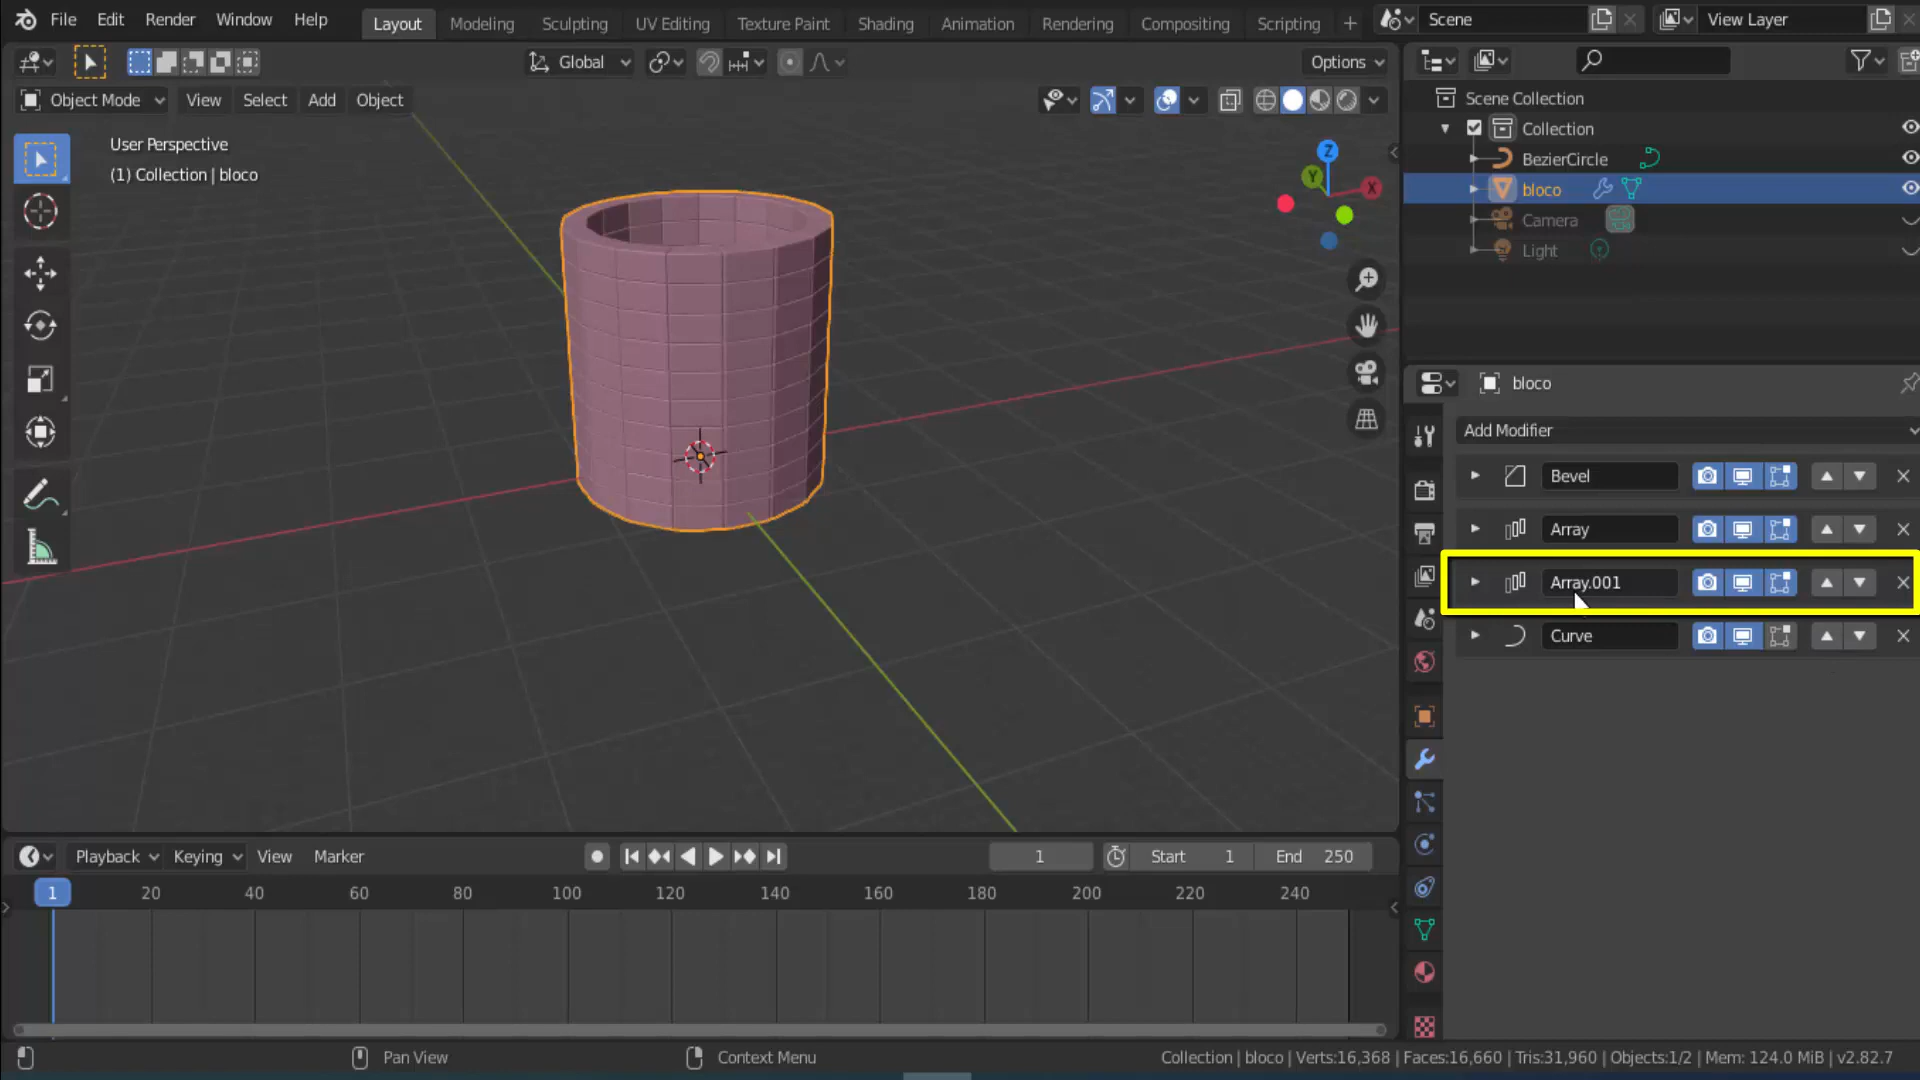 File Edit Render Window Help Layout Modeling Sculpting UV Editing Texture Paint Shading Animation Rendering Compositing Scripting + Scene View Layer
Global Options
Object Mode View Select Add Object
User Perspective
(1) Collection | bloco
Z
Y
X
Scene Collection
Collection
BezierCircle
bloco
Camera
Light
bloco
Add Modifier
Bevel
Array
Array.001
Curve
Playback Keying View Marker 1 Start 1 End 250
1 20 40 60 80 100 120 140 160 180 200 220 240
Pan View Context Menu Collection | bloco | Verts:16,368 | Faces:16,660 | Tris:31,960 | Objects:1/2 | Mem: 124.0 MiB | v2.82.7